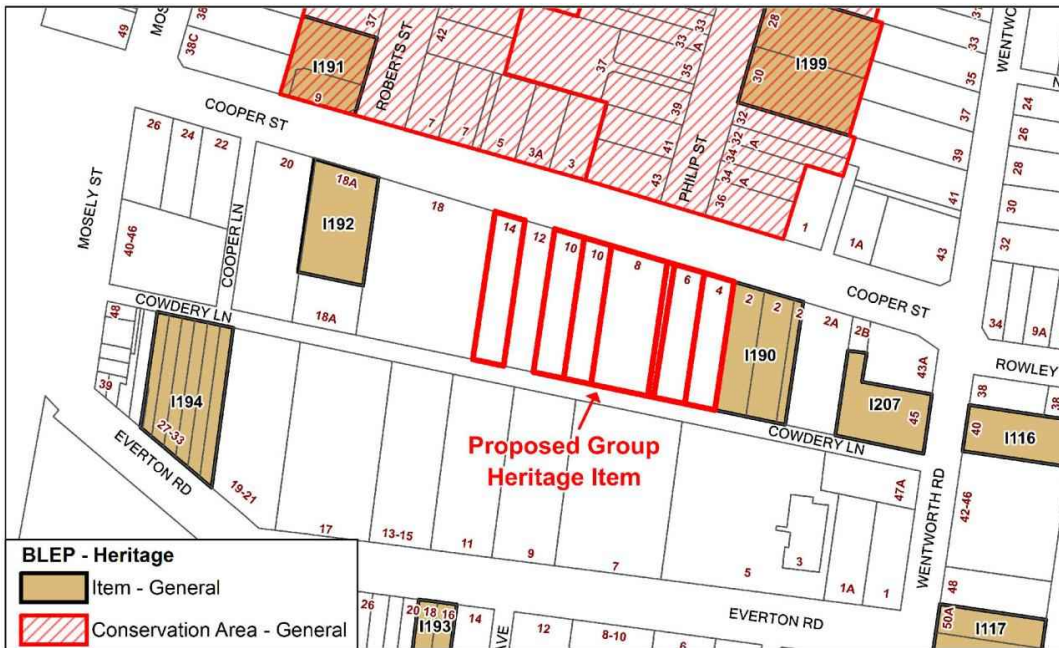 49
MOS
38
38C
37
42
33
A
33
35
37
39
41
43
28
30
32
32
34
34
36
A
A
31
33
35
37
39
41
43
WENTWORTH
N
24
26
28
30
32
34
9A
I191
9
ROBERTS ST
7
7
5
3A
3
PHILIP ST
I199
1
1A
COOPER ST
26
24
22
20
18A
18
I192
18A
MOSELY ST
40-46
COOPER LN
14
12
10
10
8
6
4
2
2
2
I190
2A
2B
COOPER ST
43A
ROWLEY
38
38
40
I116
I207
45
COWDERY LN
48
39
I194
27-33
EVERTON RD
COWDERY LN
Proposed Group
Heritage Item
19-21
17
13-15
11
9
7
5
3
1A
1
47A
WENTWORTH RD
42-46
48
50A
I117
EVERTON RD
26
20
18
16
I193
14
AVE
12
8-10
6
BLEP - Heritage
Item - General
Conservation Area - General